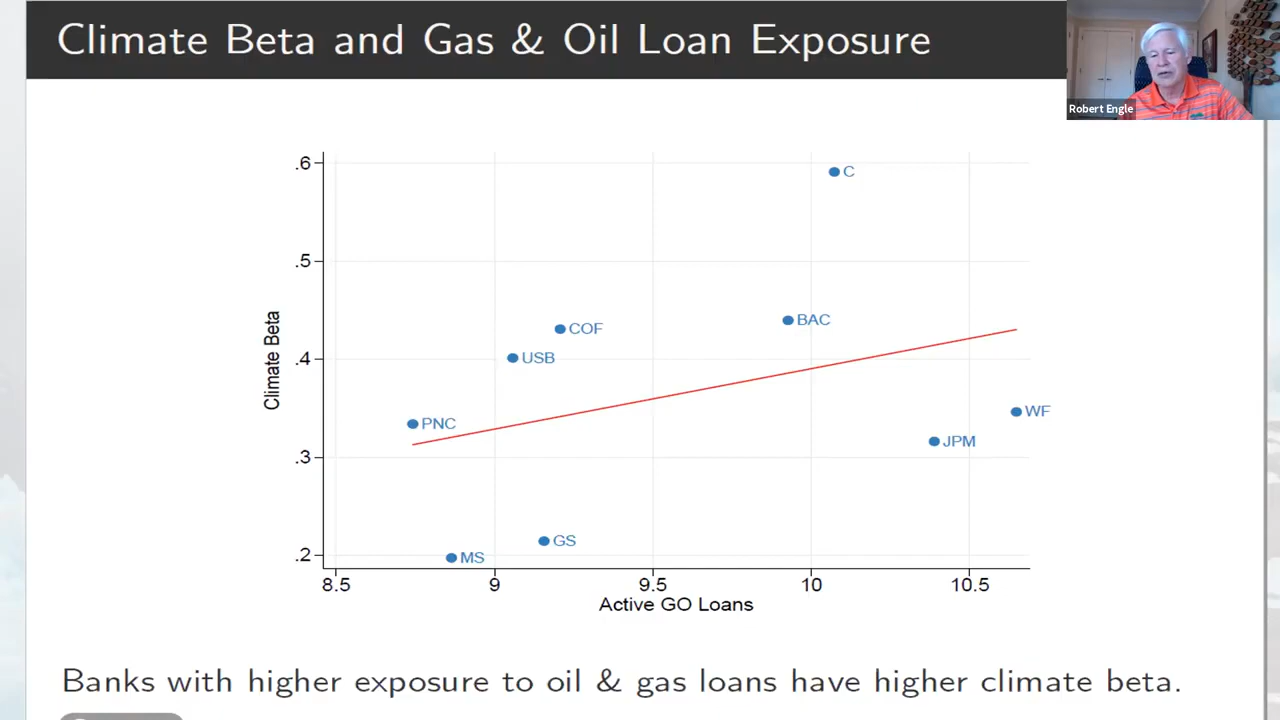 Climate Beta and Gas & Oil Loan Exposure
Robert Engle
.6
.5
.4
.3
.2
Climate Beta
C
BAC
COF
USB
PNC
WF
JPM
GS
MS
8.5 9 9.5 10 10.5
Active GO Loans
Banks with higher exposure to oil & gas loans have higher climate beta.